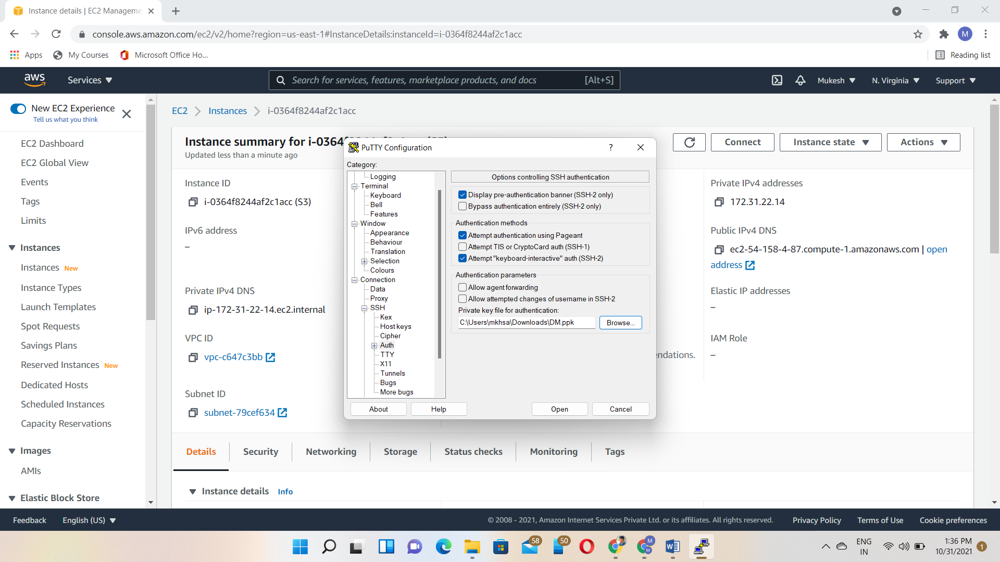 Instance details | EC2 Manageme
console.aws.amazon.com/ec2/v2/home?region=us-east-1#InstanceDetails:instanceId=i-0364f8244af2c1acc
M
Apps
My Courses
Microsoft Office Ho...
Reading list
aws
Services
Search for services, features, marketplace products, and docs
[Alt+S]
Mukesh
N. Virginia
Support
New EC2 Experience
Tell us what you think
EC2 Dashboard
EC2 Global View
Events
Tags
Limits
Instances
Instances New
Instance Types
Launch Templates
Spot Requests
Savings Plans
Reserved Instances New
Dedicated Hosts
Scheduled Instances
Capacity Reservations
Images
AMIs
Elastic Block Store
EC2 > Instances > i-0364f8244af2c1acc
Instance summary for i-0364
Updated less than a minute ago
Connect
Instance state
Actions
Instance ID
i-0364f8244af2c1acc (S3)
IPv6 address
–
Private IPv4 DNS
ip-172-31-22-14.ec2.internal
VPC ID
vpc-c647c3bb
Subnet ID
subnet-79cef634
PuTTY Configuration
?
Category:
Logging
Terminal
Keyboard
Bell
Features
Window
Appearance
Behaviour
Translation
Selection
Colours
Connection
Data
Proxy
SSH
Kex
Host keys
Cipher
Auth
TTY
X11
Tunnels
Bugs
More bugs
Options controlling SSH authentication
Display pre-authentication banner (SSH-2 only)
Bypass authentication entirely (SSH-2 only)
Authentication methods
Attempt authentication using Pageant
Attempt TIS or CryptoCard auth (SSH-1)
Attempt "keyboard-interactive" auth (SSH-2)
Authentication parameters
Allow agent forwarding
Allow attempted changes of username in SSH-2
Private key file for authentication:
C:\Users\mkhsa\Downloads\DM.ppk
Browse...
About
Help
Open
Cancel
ndations.
Private IPv4 addresses
172.31.22.14
Public IPv4 DNS
ec2-54-158-4-87.compute-1.amazonaws.com | open
address
Elastic IP addresses
–
IAM Role
–
Details
Security
Networking
Storage
Status checks
Monitoring
Tags
Instance details Info
Feedback
English (US)
© 2008 - 2021, Amazon Internet Services Private Ltd. or its affiliates. All rights reserved.
Privacy Policy
Terms of Use
Cookie preferences
58
50
M
M
ENG
IN
1:36 PM
10/31/2021
1